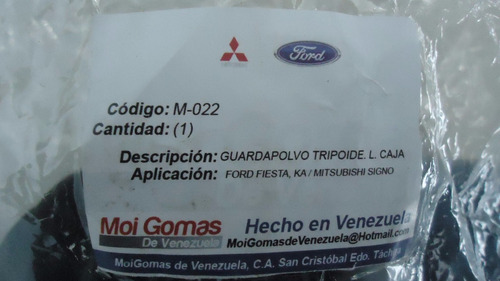 Ford
Código: M-022
Cantidad: (1)
Descripción: GUARDAPOLVO TRIPOIDE. L. CAJA
Aplicación: FORD FIESTA, KA / MITSUBISHI SIGNO
Moi Gomas
De Venezuela
Hecho en Venezuela
MoiGomasdeVenezuela@Hotmail.com
MoiGomas de Venezuela, C.A. San Cristóbal Edo. Táchi